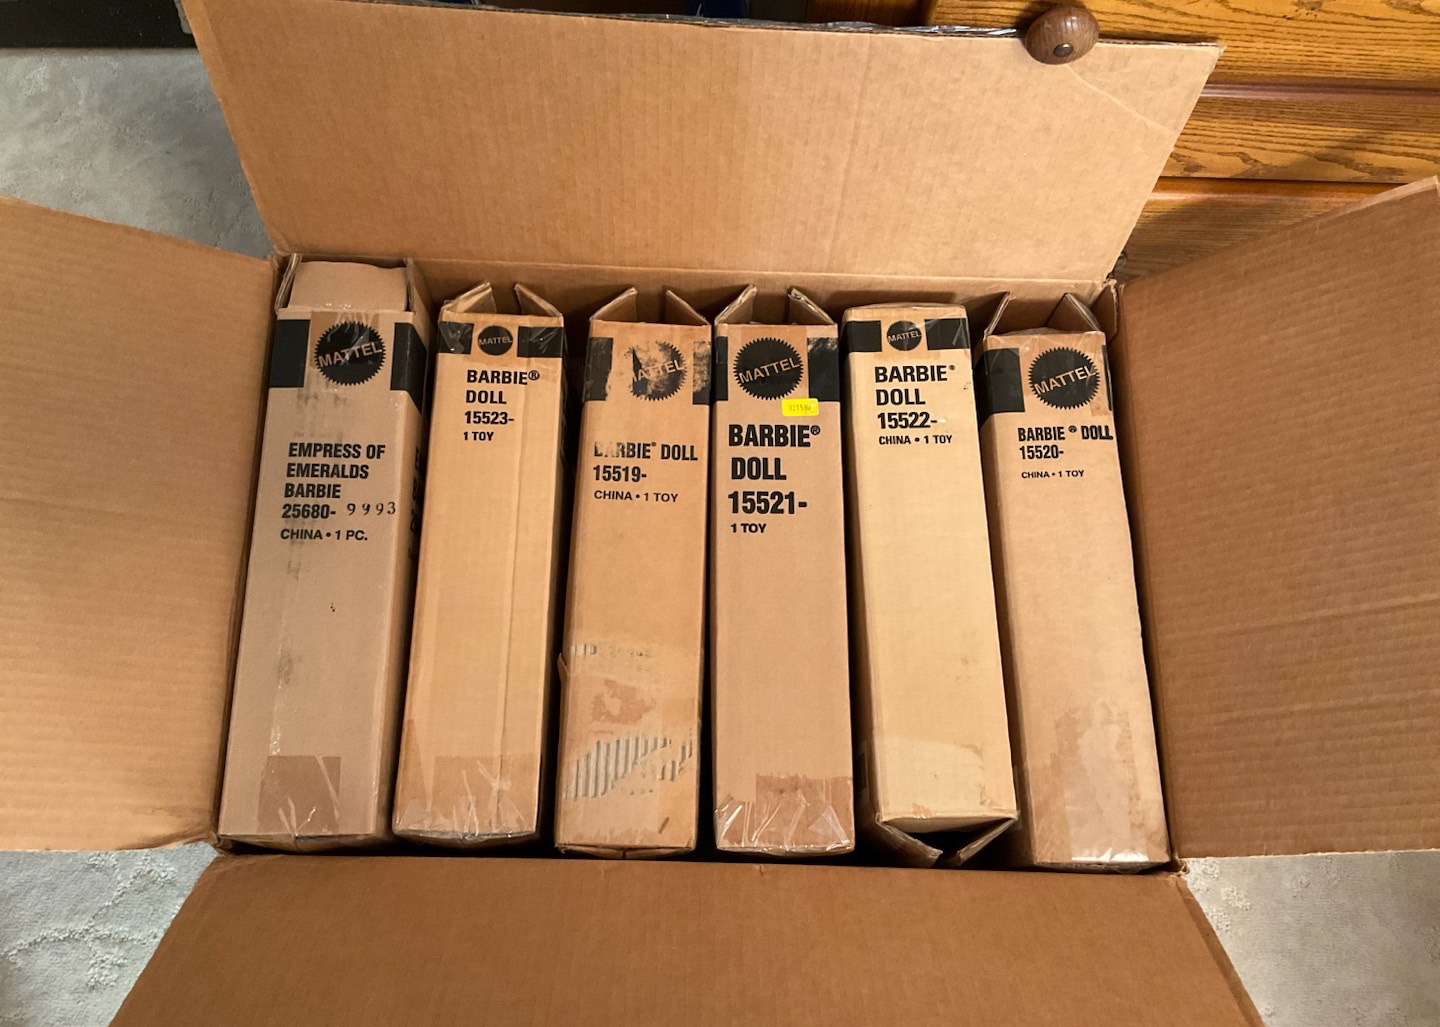 MATTEL
EMPRESS OF
EMERALDS
BARBIE
25680- 9993
CHINA • 1 PC.
MATTEL
BARBIE®
DOLL
15523-
1 TOY
MATTEL
BARBIE® DOLL
15519-
CHINA • 1 TOY
MATTEL
BARBIE®
DOLL
15521-
1 TOY
MATTEL
BARBIE®
DOLL
15522-
CHINA • 1 TOY
MATTEL
BARBIE® DOLL
15520-
CHINA • 1 TOY